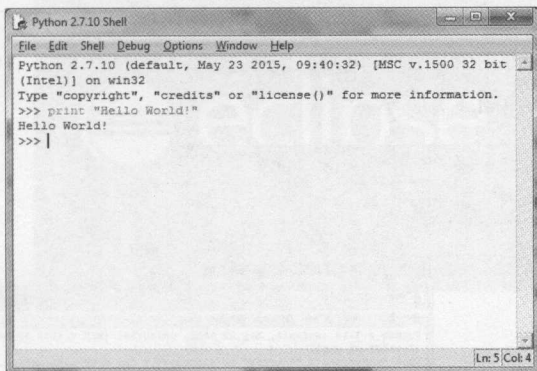 Python 2.7.10 Shell
File Edit Shell Debug Options Window Help
Python 2.7.10 (default, May 23 2015, 09:40:32) [MSC v.1500 32 bit
(Intel)] on win32
Type "copyright", "credits" or "license()" for more information.
>>> print "Hello World!"
Hello World!
>>>
Ln: 5 Col: 4